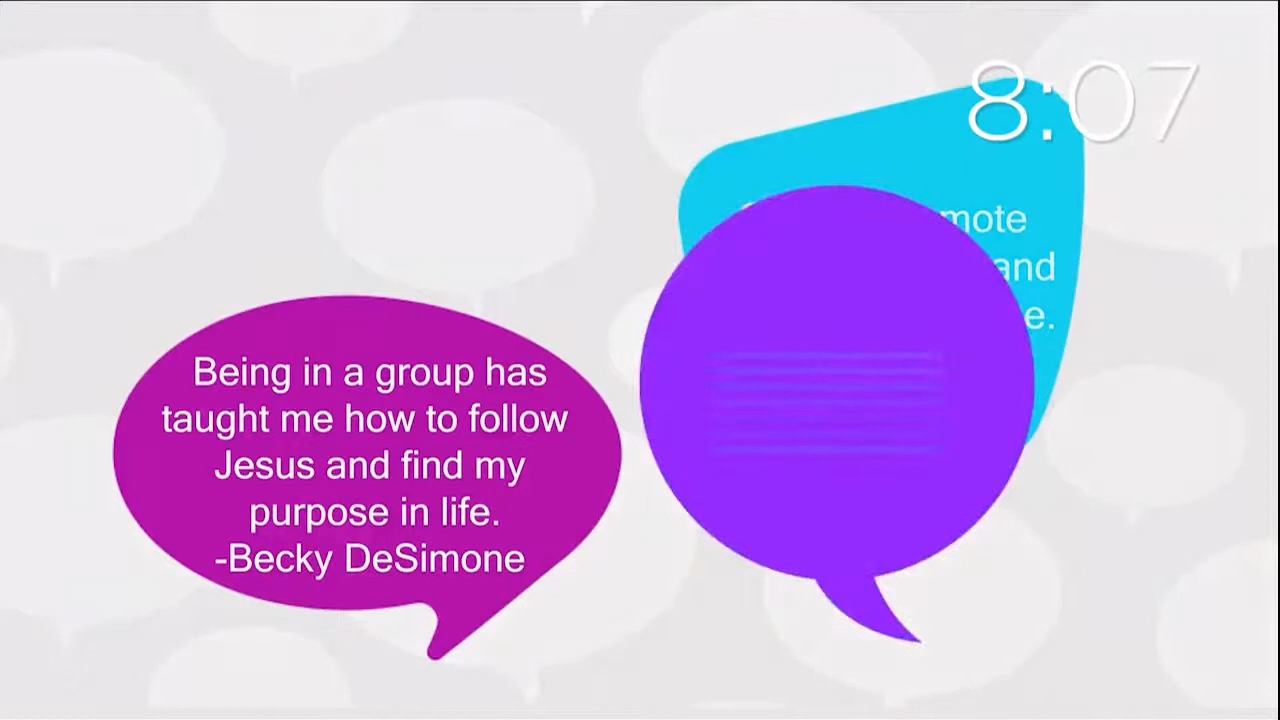 8:07
mote
and
e.
Being in a group has
taught me how to follow
Jesus and find my
purpose in life.
-Becky DeSimone